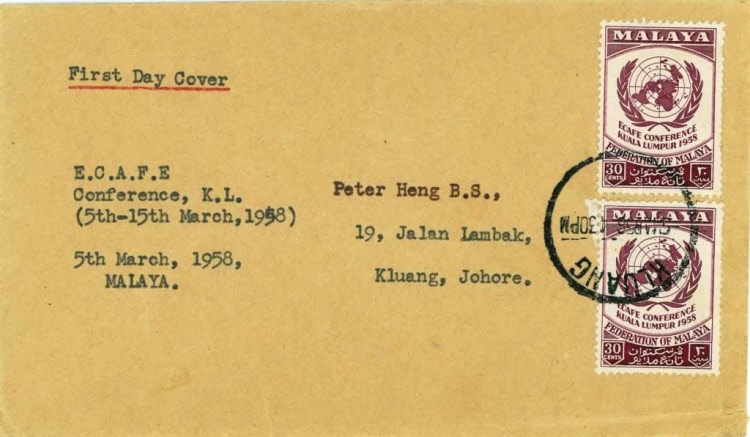 First Day Cover
E.C.A.F.E
Conference, K.L.
(5th-15th March,1958)
5th March, 1958,
MALAYA.
Peter Heng B.S.,
19, Jalan Lambak,
Kluang, Johore.
MALAYA
ECAFE CONFERENCE
KUALA LUMPUR 1958
FEDERATION OF MALAYA
30 CENTS
KLUANG
30PM
MALAYA
ECAFE CONFERENCE
KUALA LUMPUR 1958
FEDERATION OF MALAYA
30 CENTS